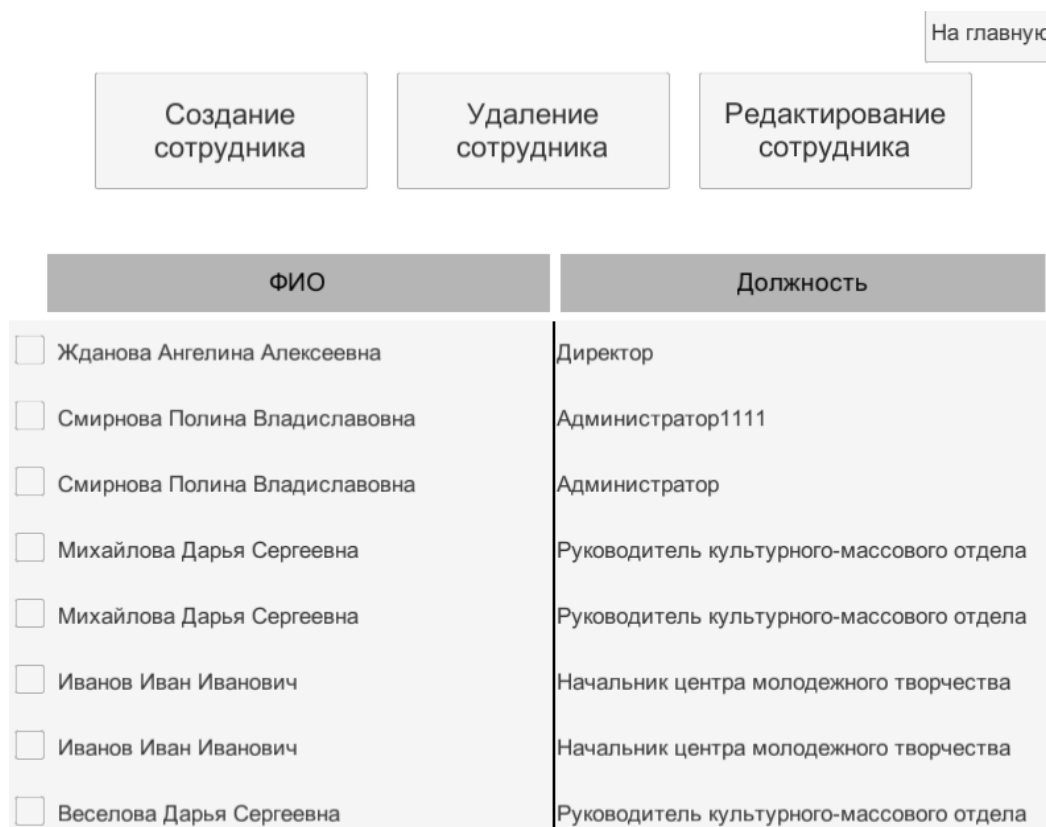 На главную
Создание
сотрудника
Удаление
сотрудника
Редактирование
сотрудника
ФИО
Должность
Жданова Ангелина Алексеевна
Директор
Смирнова Полина Владиславовна
Администратор1111
Смирнова Полина Владиславовна
Администратор
Михайлова Дарья Сергеевна
Руководитель культурного-массового отдела
Михайлова Дарья Сергеевна
Руководитель культурного-массового отдела
Иванов Иван Иванович
Начальник центра молодежного творчества
Иванов Иван Иванович
Начальник центра молодежного творчества
Веселова Дарья Сергеевна
Руководитель культурного-массового отдела